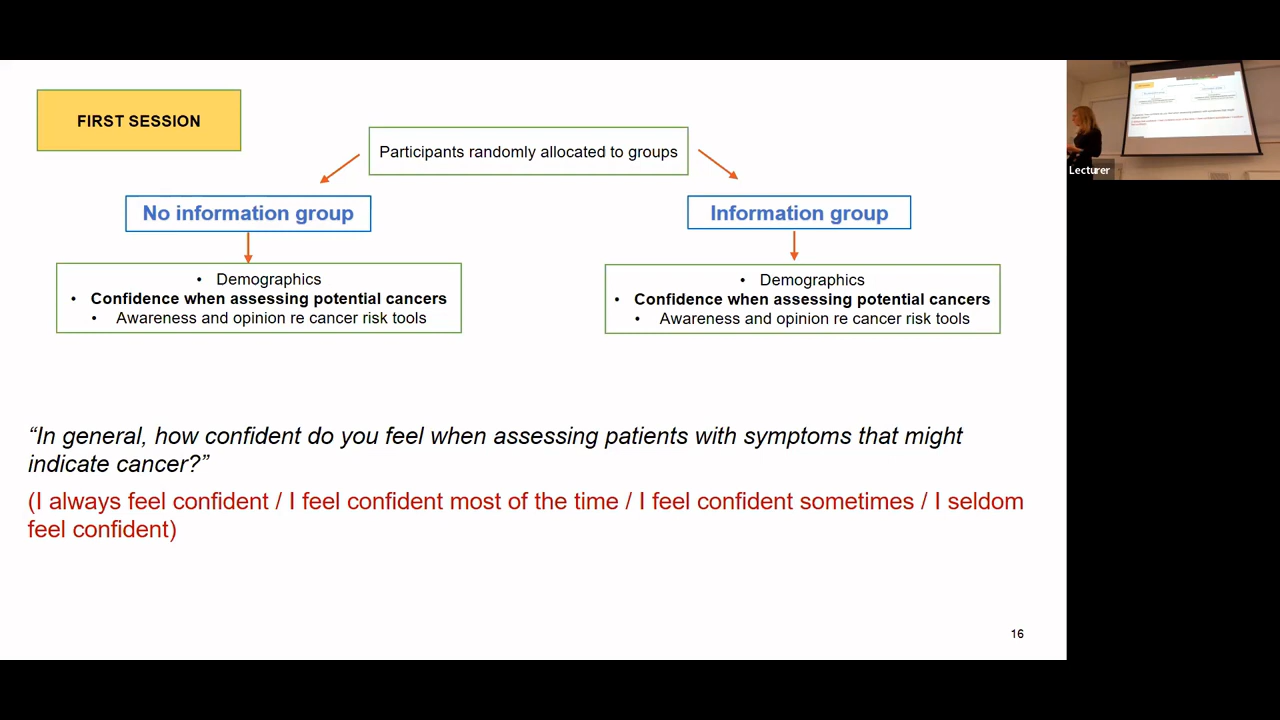 FIRST SESSION
Participants randomly allocated to groups
No information group
Information group
• Demographics
• Confidence when assessing potential cancers
• Awareness and opinion re cancer risk tools
• Demographics
• Confidence when assessing potential cancers
• Awareness and opinion re cancer risk tools
“In general, how confident do you feel when assessing patients with symptoms that might
indicate cancer?”
(I always feel confident / I feel confident most of the time / I feel confident sometimes / I seldom
feel confident)
16
Lecturer